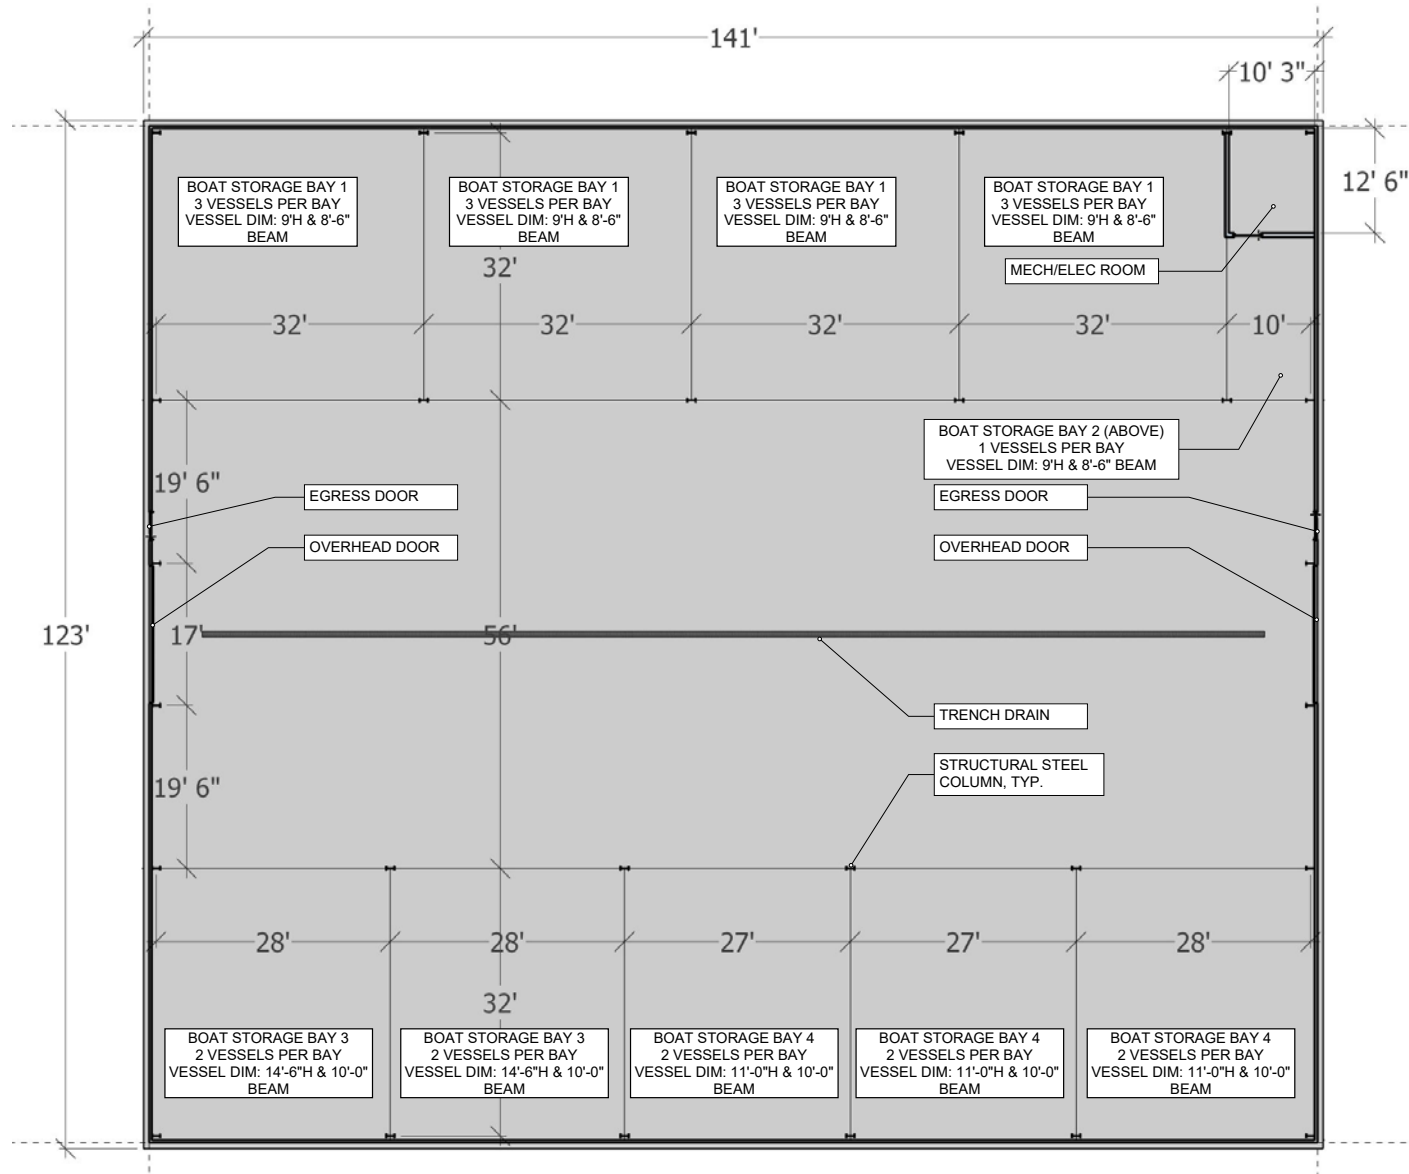 141'
10' 3"
12' 6"
BOAT STORAGE BAY 1
3 VESSELS PER BAY
VESSEL DIM: 9'H & 8'-6"
BEAM
BOAT STORAGE BAY 1
3 VESSELS PER BAY
VESSEL DIM: 9'H & 8'-6"
BEAM
BOAT STORAGE BAY 1
3 VESSELS PER BAY
VESSEL DIM: 9'H & 8'-6"
BEAM
BOAT STORAGE BAY 1
3 VESSELS PER BAY
VESSEL DIM: 9'H & 8'-6"
BEAM
32'
MECH/ELEC ROOM
32'
32'
32'
32'
10'
BOAT STORAGE BAY 2 (ABOVE)
1 VESSELS PER BAY
VESSEL DIM: 9'H & 8'-6" BEAM
19' 6"
EGRESS DOOR
EGRESS DOOR
OVERHEAD DOOR
OVERHEAD DOOR
123'
17'
56'
TRENCH DRAIN
STRUCTURAL STEEL
COLUMN, TYP.
19' 6"
28'
28'
27'
27'
28'
32'
BOAT STORAGE BAY 3
2 VESSELS PER BAY
VESSEL DIM: 14'-6"H & 10'-0"
BEAM
BOAT STORAGE BAY 3
2 VESSELS PER BAY
VESSEL DIM: 14'-6"H & 10'-0"
BEAM
BOAT STORAGE BAY 4
2 VESSELS PER BAY
VESSEL DIM: 11'-0"H & 10'-0"
BEAM
BOAT STORAGE BAY 4
2 VESSELS PER BAY
VESSEL DIM: 11'-0"H & 10'-0"
BEAM
BOAT STORAGE BAY 4
2 VESSELS PER BAY
VESSEL DIM: 11'-0"H & 10'-0"
BEAM